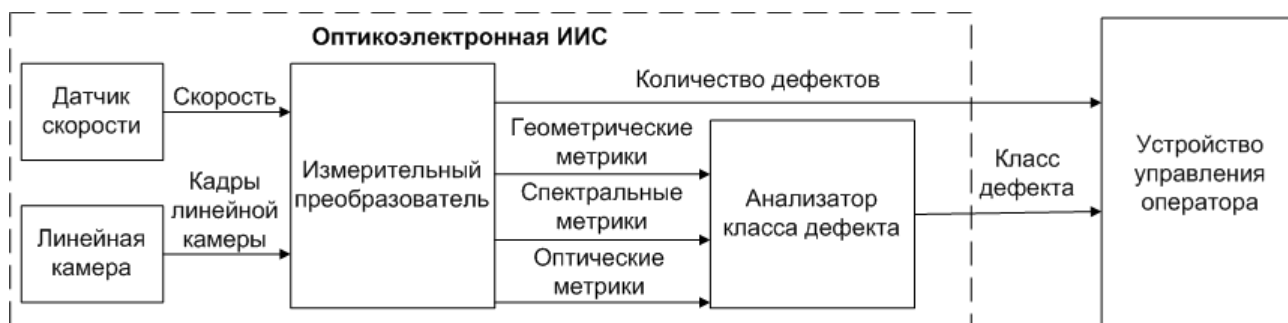 Оптикоэлектронная ИИС
Датчик
скорости
Скорость
Линейная
камера
Кадры
линейной
камеры
Измерительный
преобразователь
Количество дефектов
Геометрические
метрики
Спектральные
метрики
Оптические
метрики
Анализатор
класса дефекта
Класс
дефекта
Устройство
управления
оператора